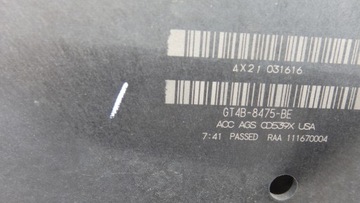 4X21 031616
GT4B-8475-BE
ACC AGS CD539X USA
7:41 PASSED RAA 111670004